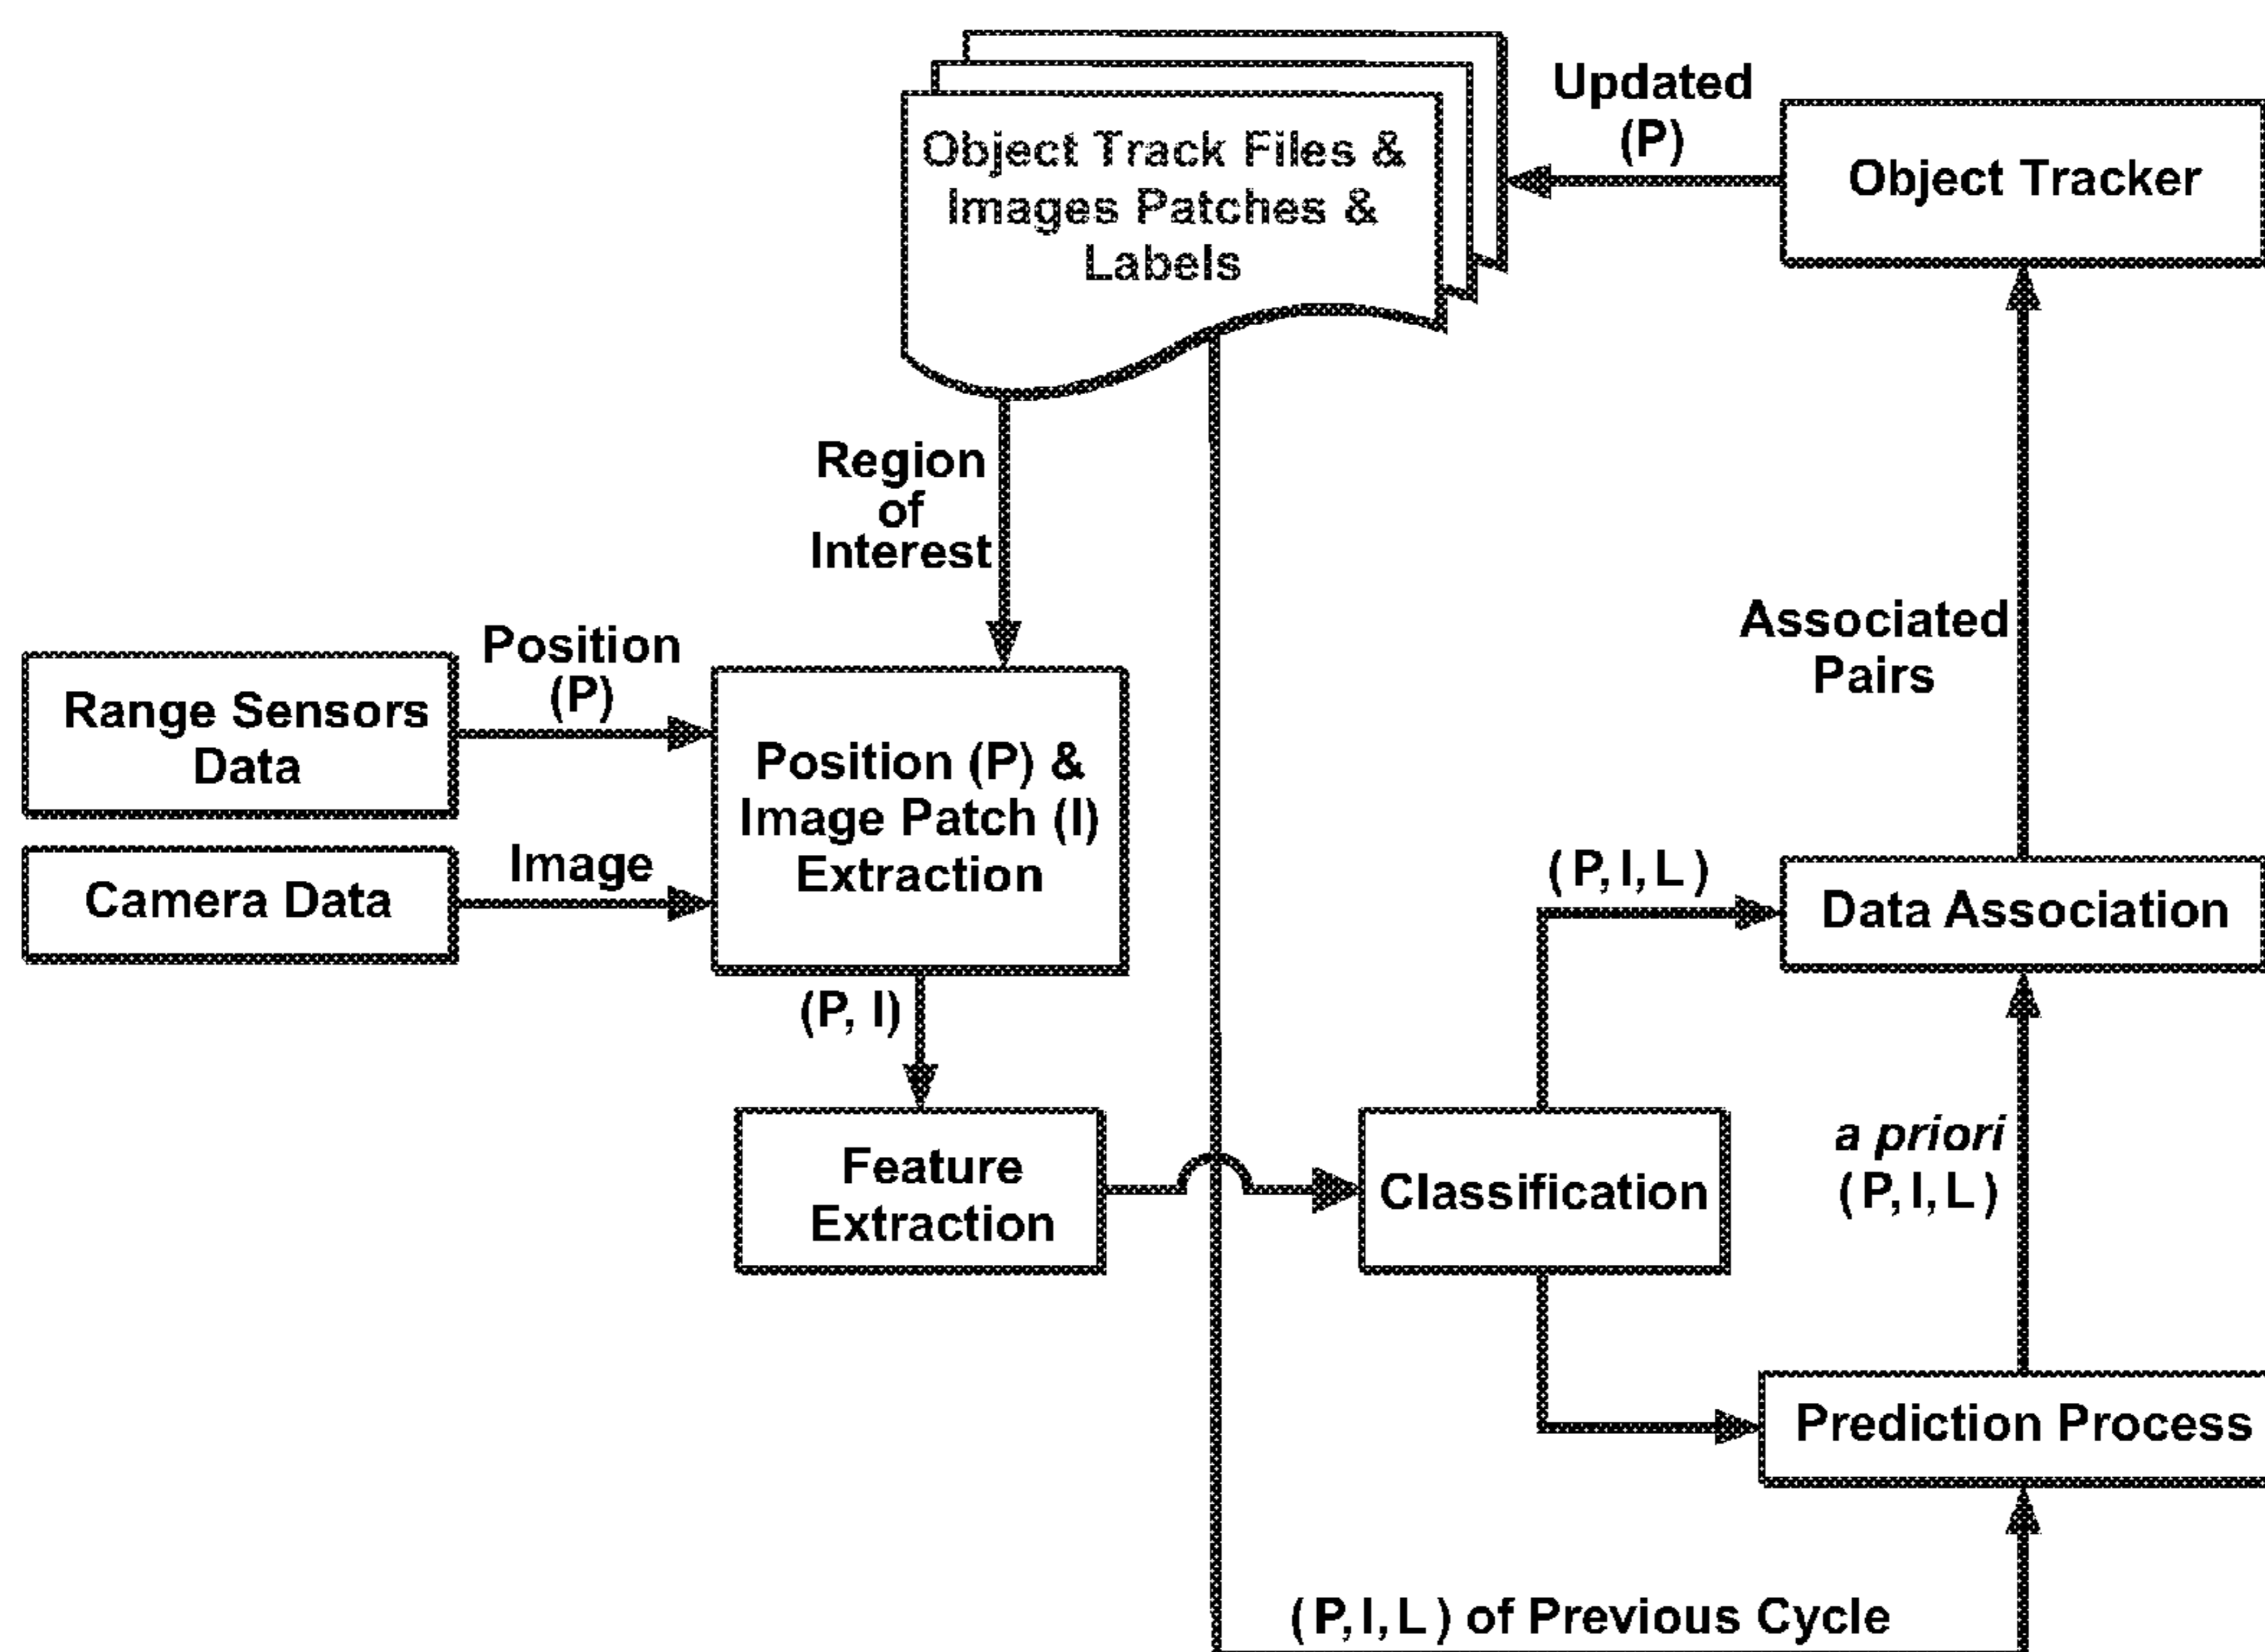 Object Track Files &
Images Patches &
Labels
Updated
(P)
Object Tracker
Region
of
Interest
Associated
Pairs
Position
(P)
Range Sensors
Data
Image
Camera Data
Position (P) &
Image Patch (I)
Extraction
(P, I)
Feature
Extraction
Classification
(P, I, L)
Data Association
a priori
(P, I, L)
Prediction Process
(P, I, L) of Previous Cycle